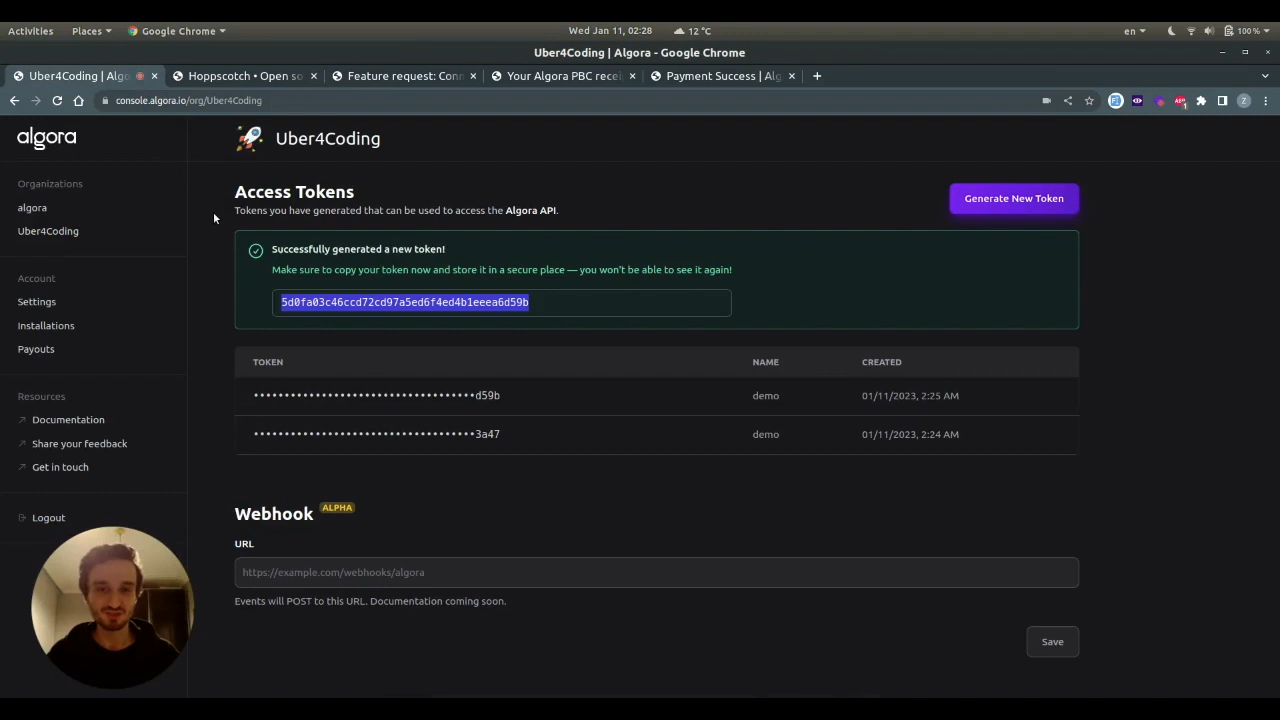 Activities Places Google Chrome Wed Jan 11, 02:28 12 °C en 100 %
Uber4Coding | Algora - Google Chrome
Uber4Coding | Algo Hoppscotch • Open so Feature request: Conn Your Algora PBC recei Payment Success | Alg
console.algora.io/org/Uber4Coding
algora
Uber4Coding
Organizations
algora
Uber4Coding
Account
Settings
Installations
Payouts
Resources
Documentation
Share your feedback
Get in touch
Logout
Access Tokens
Tokens you have generated that can be used to access the Algora API.
Generate New Token
Successfully generated a new token!
Make sure to copy your token now and store it in a secure place — you won't be able to see it again!
5d0fa03c46ccd72cd97a5ed6f4ed4b1eeea6d59b
TOKEN NAME CREATED
••••••••••••••••••••••••••••••••••••d59b demo 01/11/2023, 2:25 AM
••••••••••••••••••••••••••••••••••••3a47 demo 01/11/2023, 2:24 AM
Webhook ALPHA
URL
https://example.com/webhooks/algora
Events will POST to this URL. Documentation coming soon.
Save